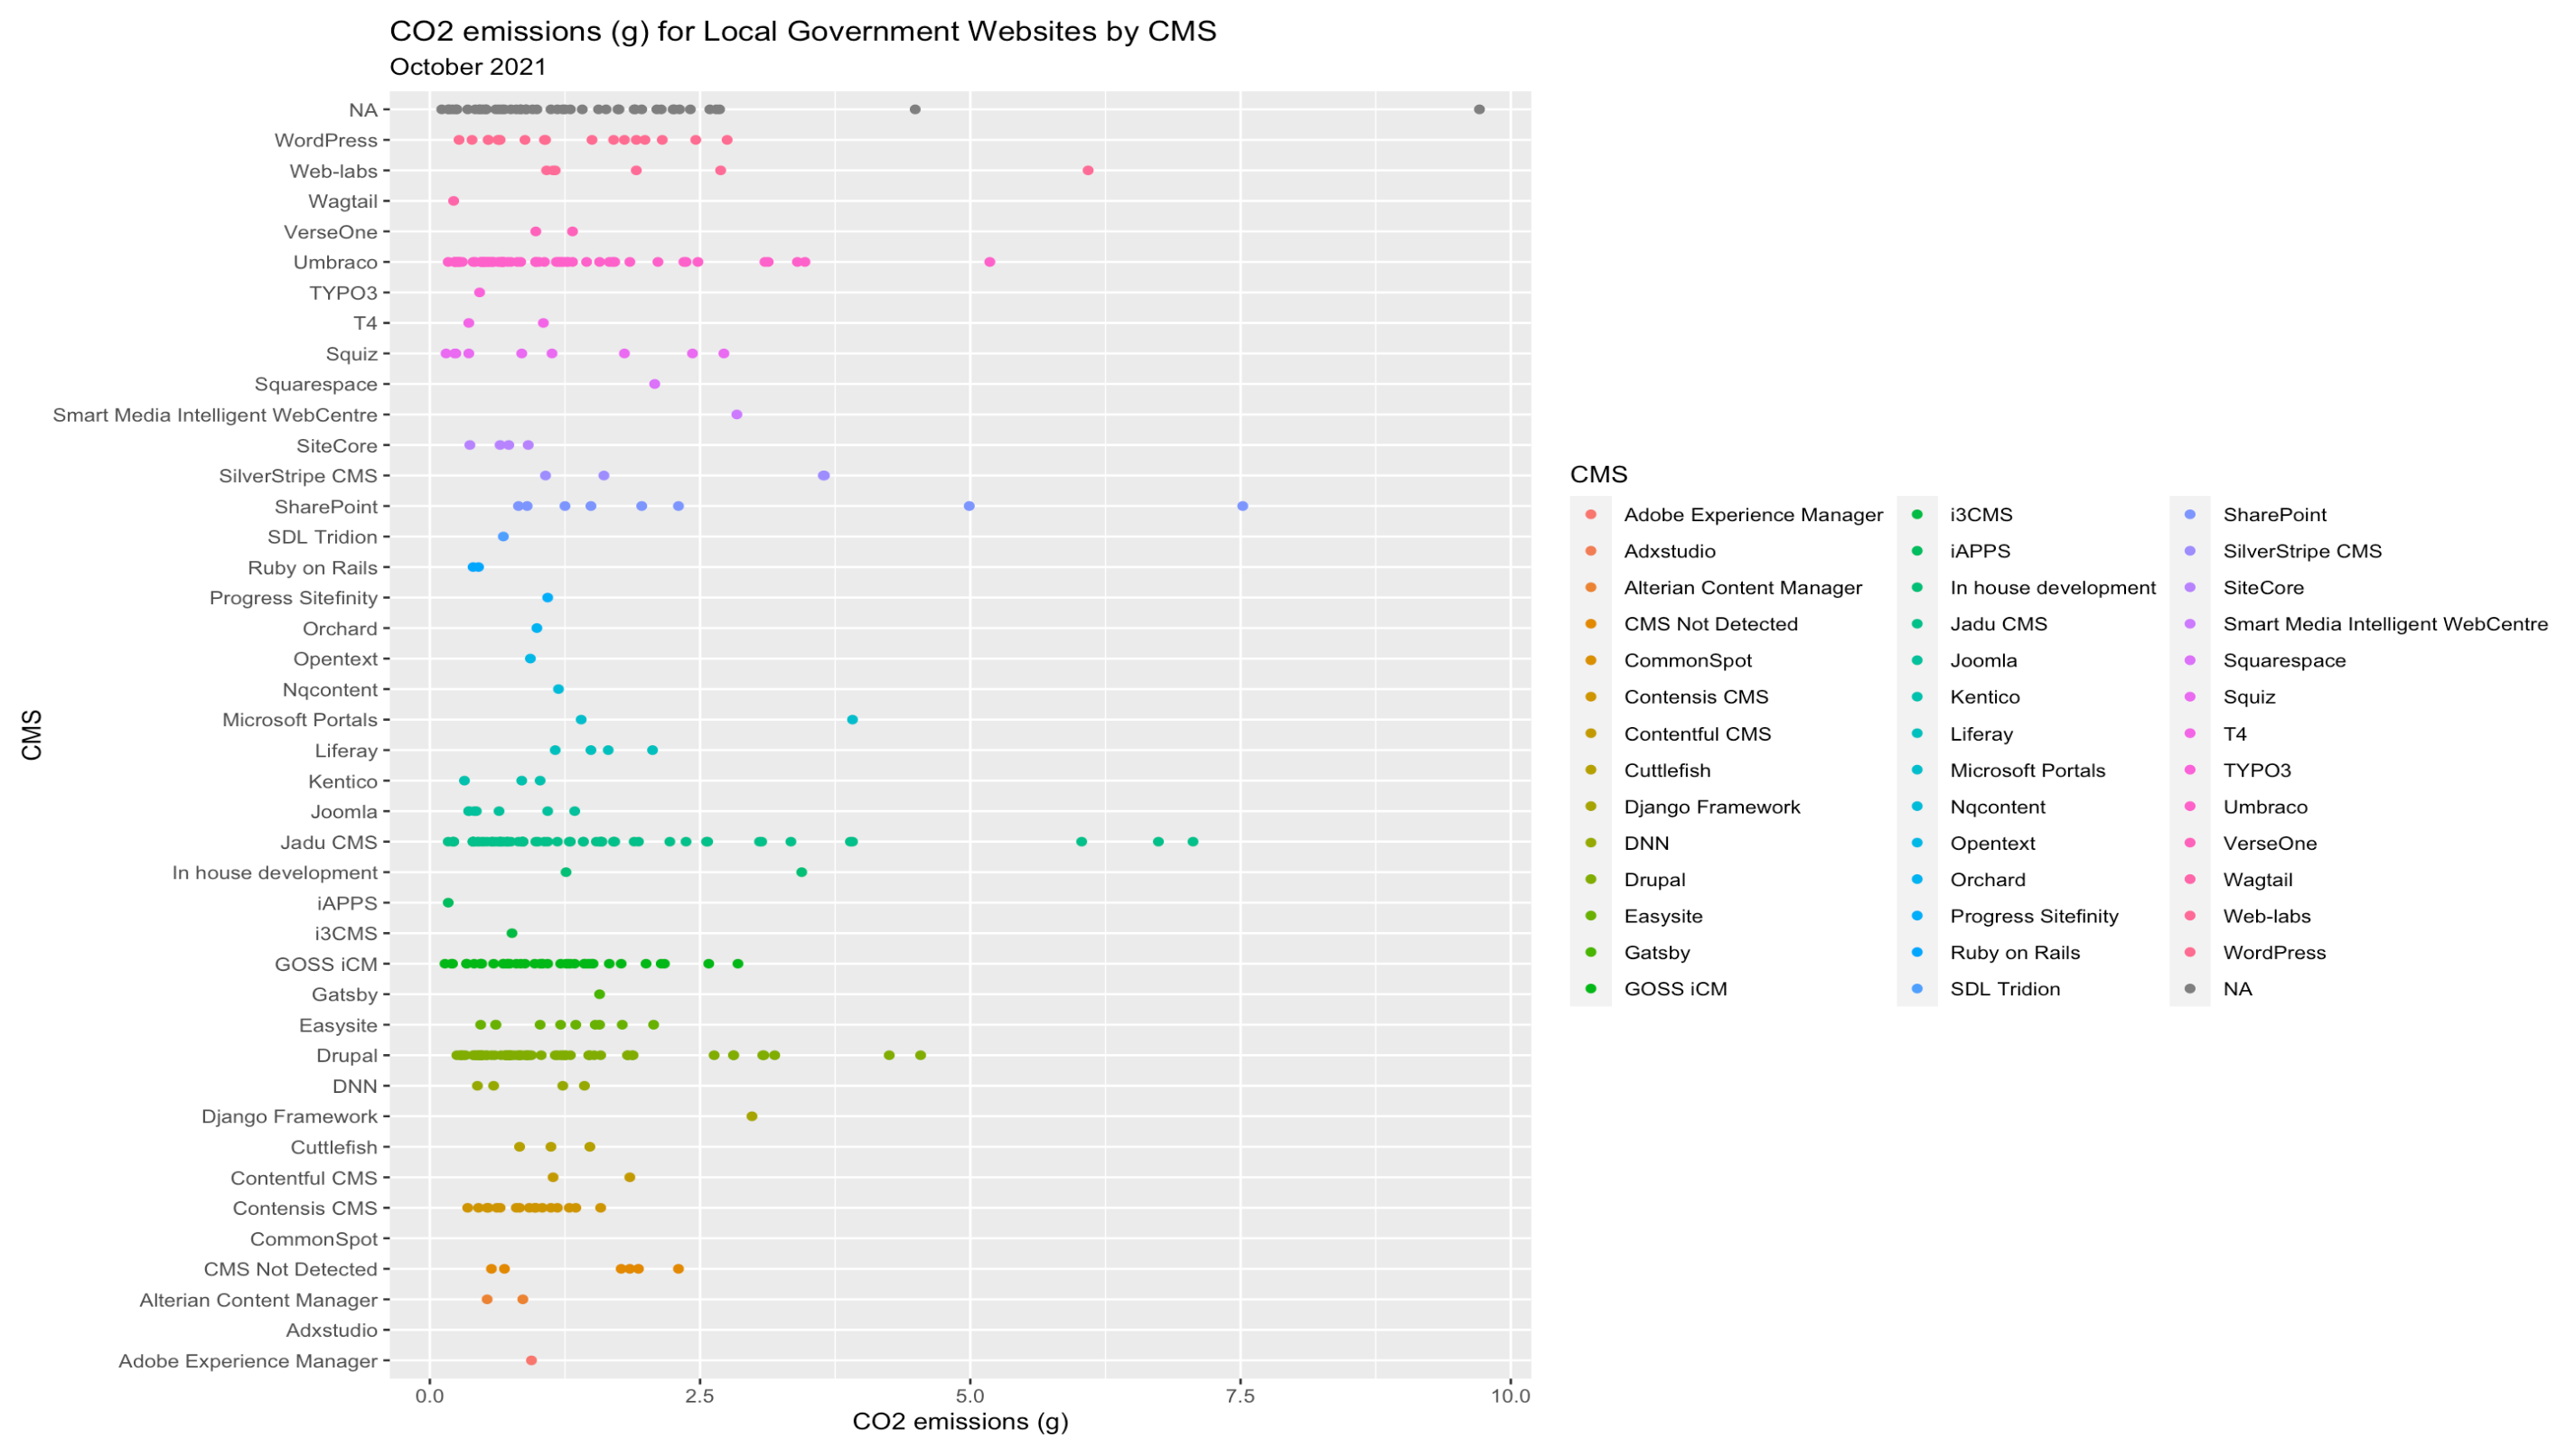 CO2 emissions (g) for Local Government Websites by CMS
October 2021
NA
WordPress
Web-labs
Wagtail
VerseOne
Umbraco
TYPO3
T4
Squiz
Squarespace
Smart Media Intelligent WebCentre
SiteCore
SilverStripe CMS
SharePoint
SDL Tridion
Ruby on Rails
Progress Sitefinity
Orchard
Opentext
Nqcontent
Microsoft Portals
Liferay
Kentico
Joomla
Jadu CMS
In house development
iAPPS
i3CMS
GOSS iCM
Gatsby
Easysite
Drupal
DNN
Django Framework
Cuttlefish
Contentful CMS
Contensis CMS
CommonSpot
CMS Not Detected
Alterian Content Manager
Adxstudio
Adobe Experience Manager
CMS
0.0 2.5 5.0 7.5 10.0
CO2 emissions (g)
CMS
Adobe Experience Manager
Adxstudio
Alterian Content Manager
CMS Not Detected
CommonSpot
Contensis CMS
Contentful CMS
Cuttlefish
Django Framework
DNN
Drupal
Easysite
Gatsby
GOSS iCM
i3CMS
iAPPS
In house development
Jadu CMS
Joomla
Kentico
Liferay
Microsoft Portals
Nqcontent
Opentext
Orchard
Progress Sitefinity
Ruby on Rails
SDL Tridion
SharePoint
SilverStripe CMS
SiteCore
Smart Media Intelligent WebCentre
Squarespace
Squiz
T4
TYPO3
Umbraco
VerseOne
Wagtail
Web-labs
WordPress
NA